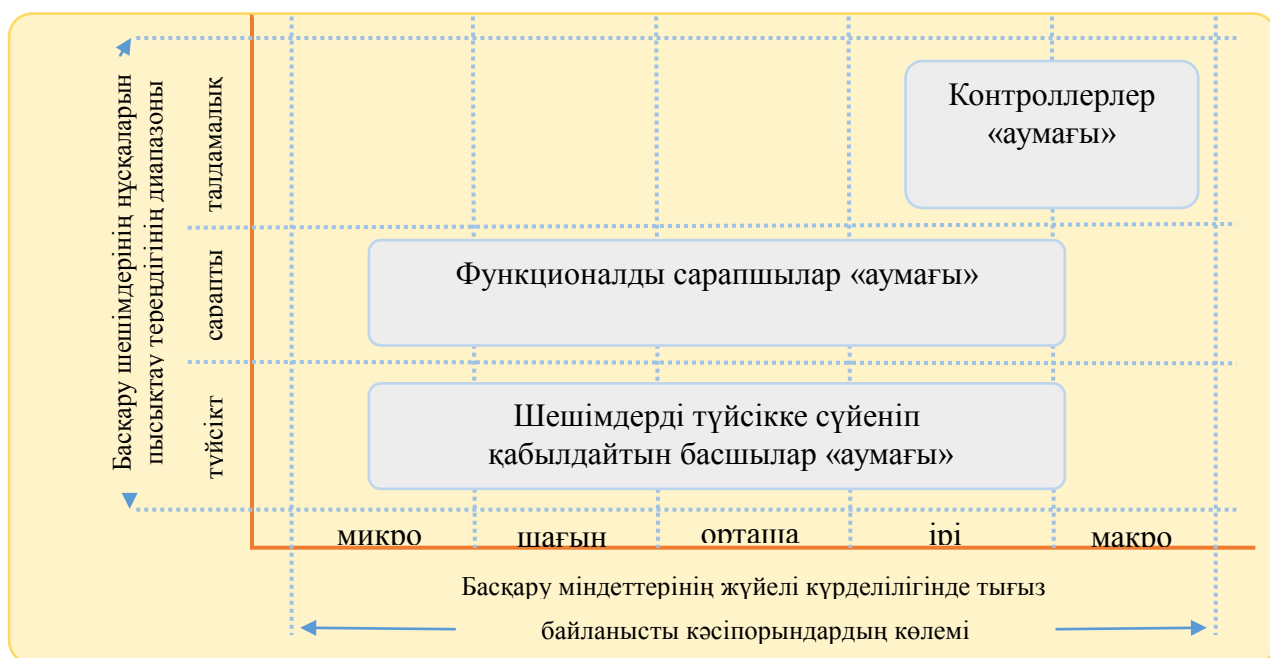 Басқару шешімдерінің нұсқаларын
пысықтау тереңдігінің диапазоны
талдамалық
сарапты
түйсікт
Контроллерлер
«аумағы»
Функционалды сарапшылар «аумағы»
Шешімдерді түйсікке сүйеніп
қабылдайтын басшылар «аумағы»
микро шағын орташа ірі макро
Басқару міндеттерінің жүйелі күрделілігінде тығыз
байланысты кәсіпорындардың көлемі